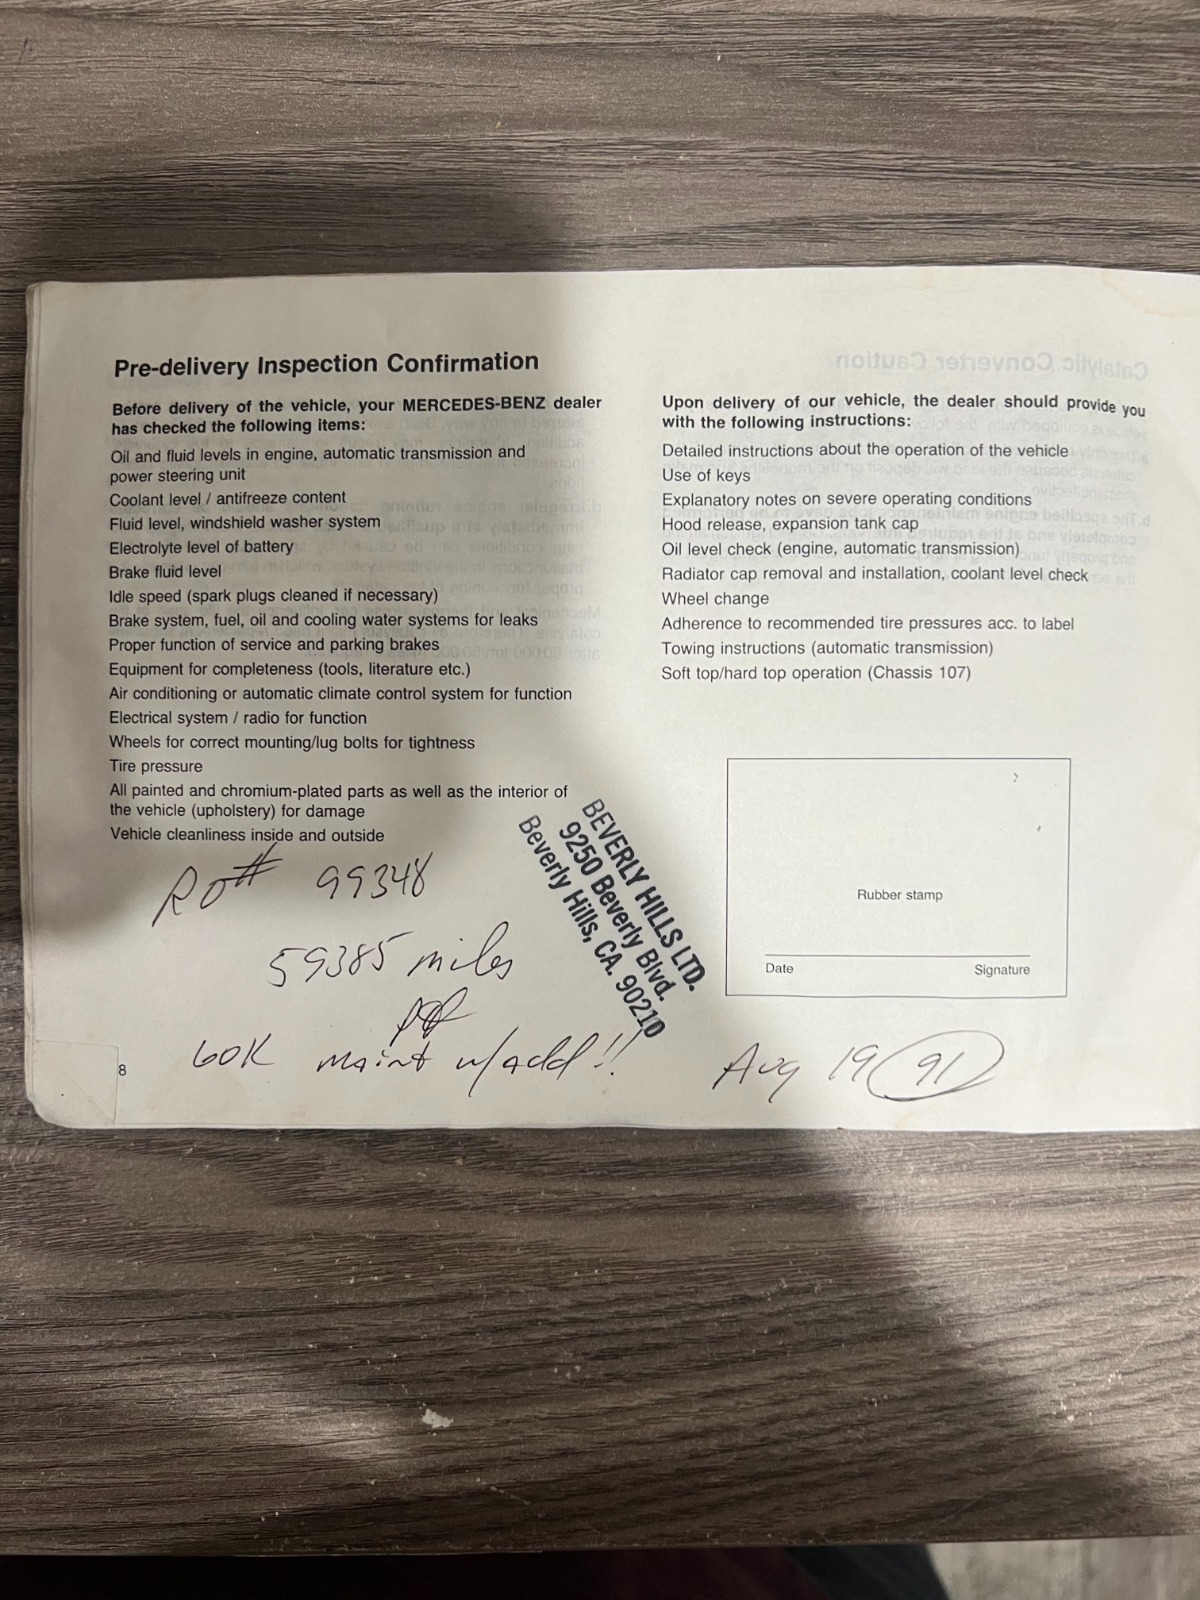 Pre-delivery Inspection Confirmation
Before delivery of the vehicle, your MERCEDES-BENZ dealer
has checked the following items:
Oil and fluid levels in engine, automatic transmission and
power steering unit
Coolant level / antifreeze content
Fluid level, windshield washer system
Electrolyte level of battery
Brake fluid level
Idle speed (spark plugs cleaned if necessary)
Brake system, fuel, oil and cooling water systems for leaks
Proper function of service and parking brakes
Equipment for completeness (tools, literature etc.)
Air conditioning or automatic climate control system for function
Electrical system / radio for function
Wheels for correct mounting/lug bolts for tightness
Tire pressure
All painted and chromium-plated parts as well as the interior of
the vehicle (upholstery) for damage
Vehicle cleanliness inside and outside
RO# 99348
59385 miles
60K maint w/add!!
8
BEVERLY HILLS LTD.
9250 Beverly Blvd.
Beverly Hills, CA. 90210
Upon delivery of our vehicle, the dealer should provide you
with the following instructions:
Detailed instructions about the operation of the vehicle
Use of keys
Explanatory notes on severe operating conditions
Hood release, expansion tank cap
Oil level check (engine, automatic transmission)
Radiator cap removal and installation, coolant level check
Wheel change
Adherence to recommended tire pressures acc. to label
Towing instructions (automatic transmission)
Soft top/hard top operation (Chassis 107)
Rubber stamp
Date Signature
Aug 19 91